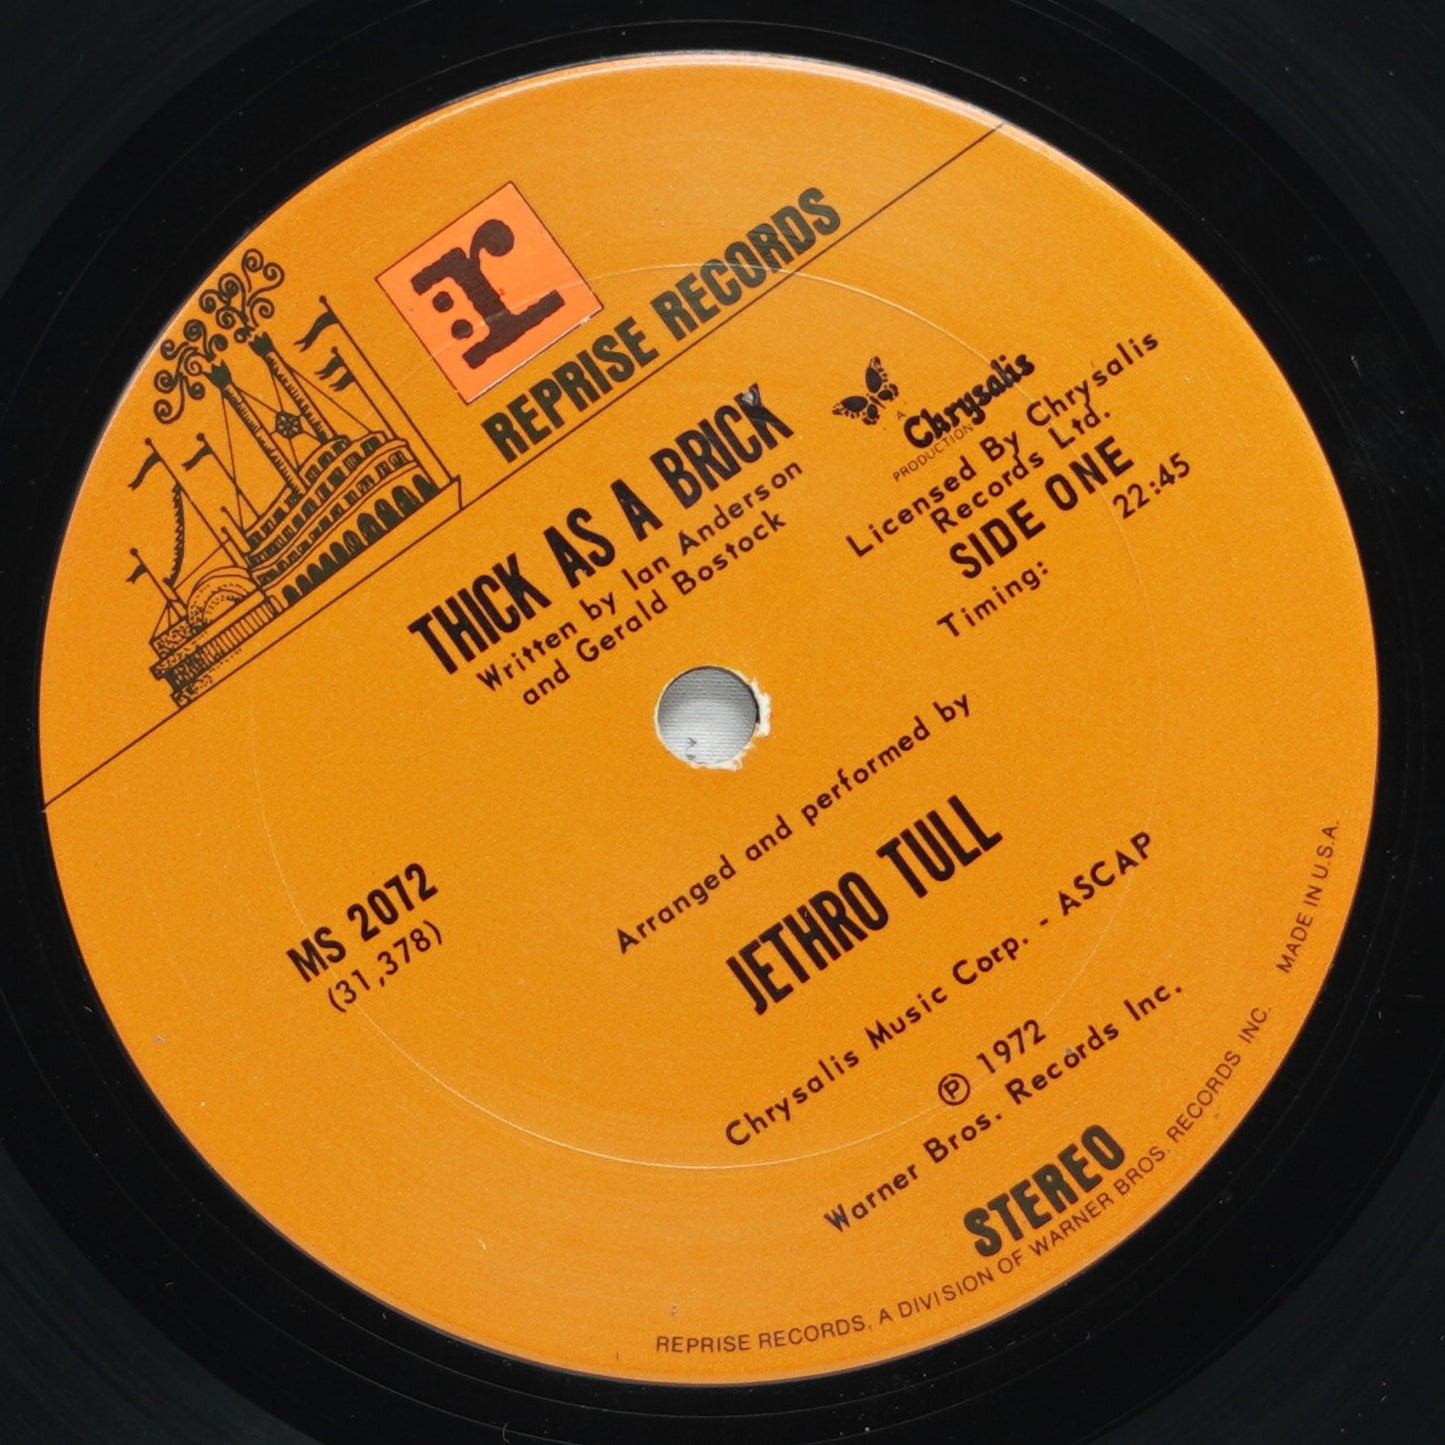 r:
REPRISE RECORDS
THICK AS A BRICK
Written by Ian Anderson
and Gerald Bostock
A
Chrysalis
PRODUCTION
Licensed By Chrysalis
Records Ltd.
SIDE ONE
Timing: 22:45
MS 2072
(31,378)
Arranged and performed by
JETHRO TULL
Chrysalis Music Corp. - ASCAP
℗ 1972
Warner Bros. Records Inc.
STEREO
REPRISE RECORDS, A DIVISION OF WARNER BROS. RECORDS INC. MADE IN U.S.A.